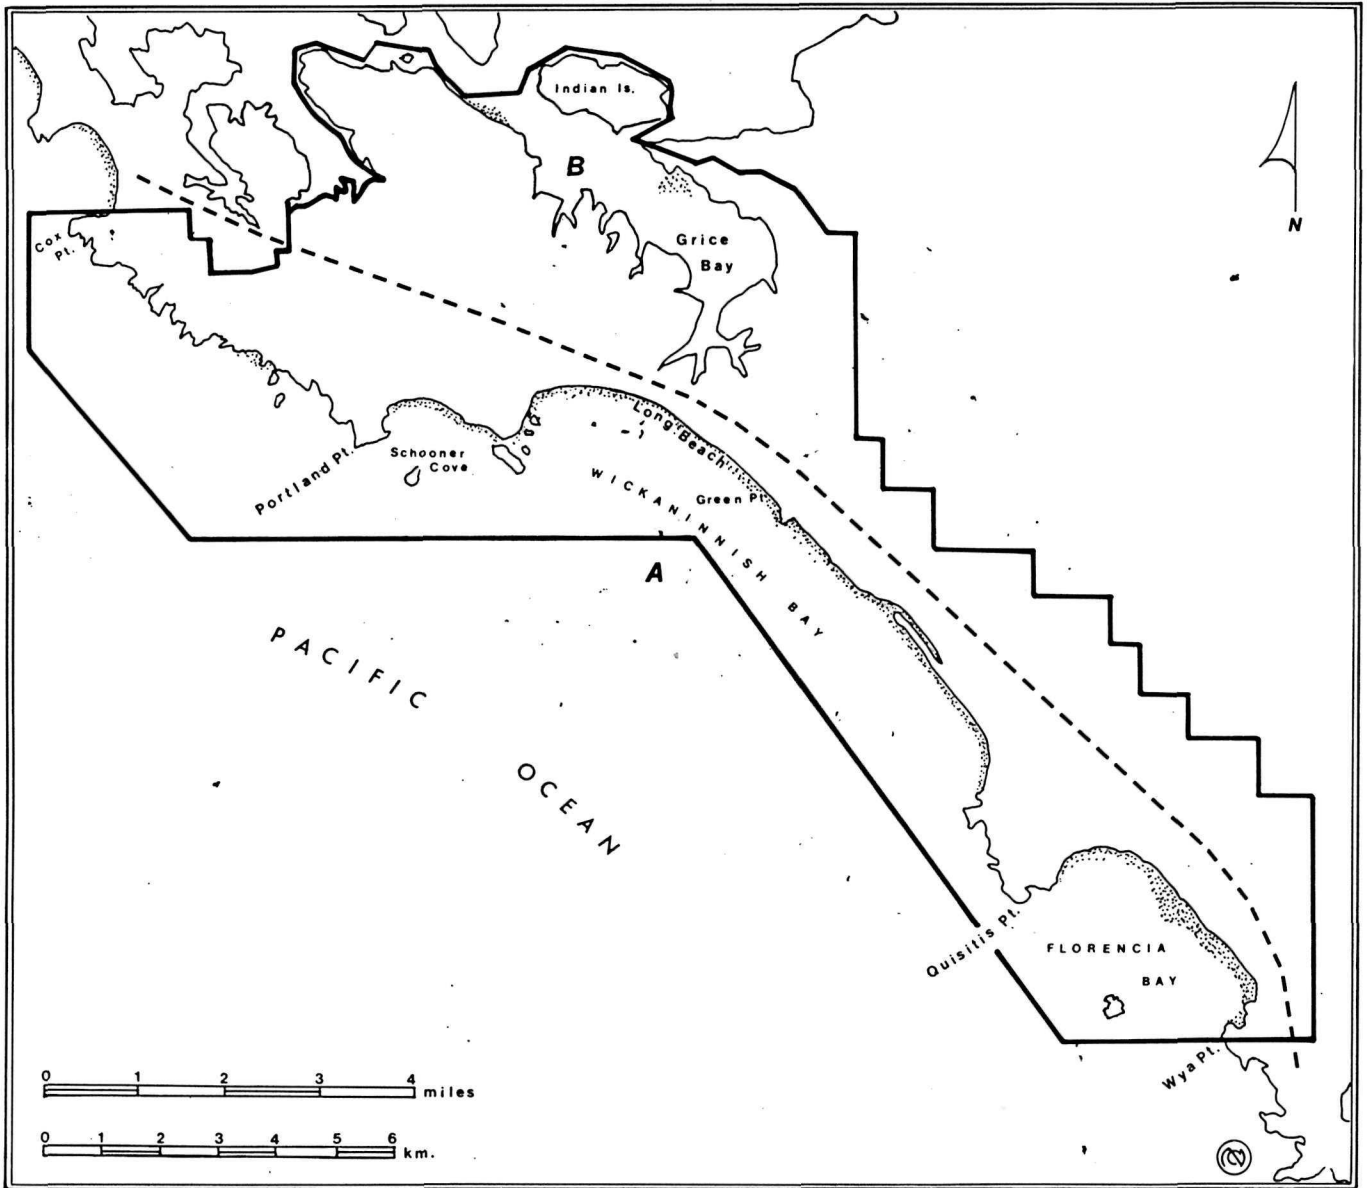 Indian Is.
B
N
Cox
Pt.
Grice
Bay
Long Beach
Schooner
Cove
Portland Pt.
Green Pt.
WICKANINNISH BAY
A
PACIFIC
OCEAN
Quisitis Pt.
FLORENCIA
BAY
Wya Pt.
0 1 2 3 4
miles
0 1 2 3 4 5 6
km.